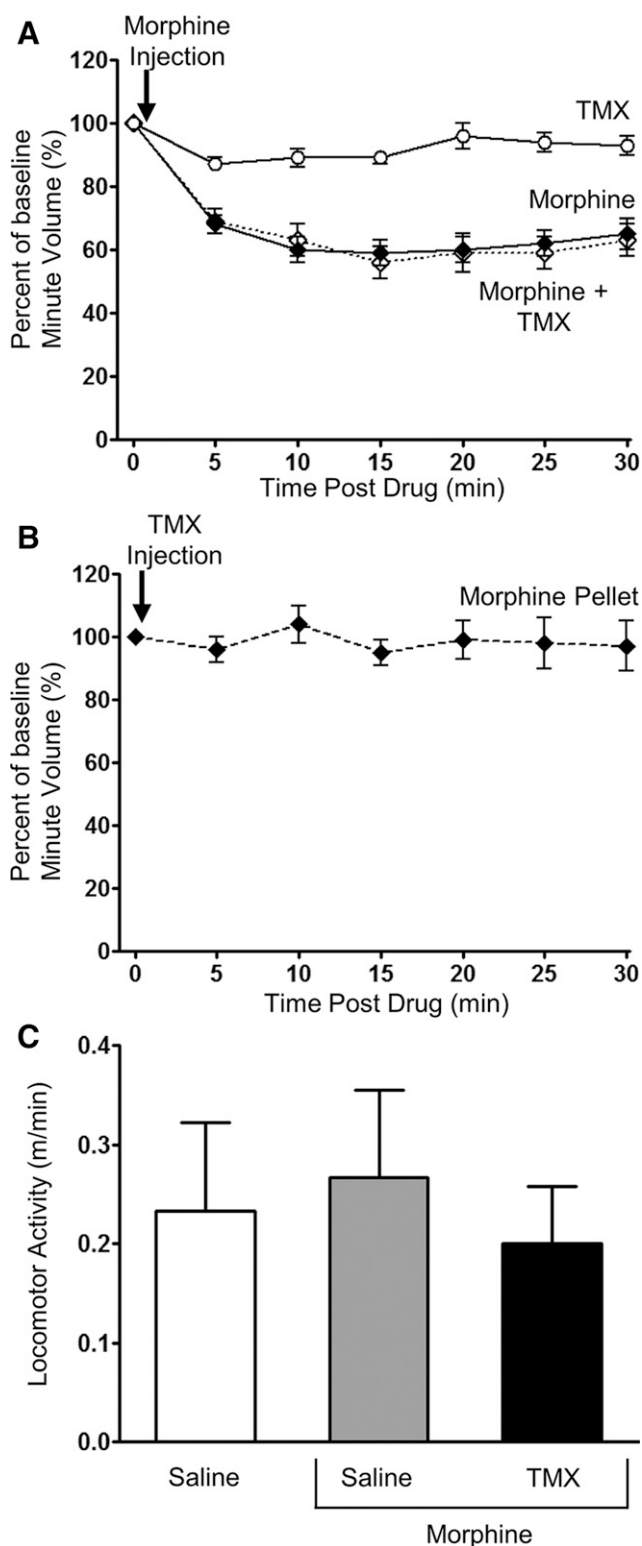 A
Morphine
Injection
120
100
80
60
40
20
0
Percent of baseline
Minute Volume (%)
TMX
Morphine
Morphine +
TMX
0 5 10 15 20 25 30
Time Post Drug (min)
B
TMX
Injection
120
100
80
60
40
20
0
Percent of baseline
Minute Volume (%)
Morphine Pellet
0 5 10 15 20 25 30
Time Post Drug (min)
C
0.4
0.3
0.2
0.1
0.0
Locomotor Activity (m/min)
Saline Saline TMX
Morphine